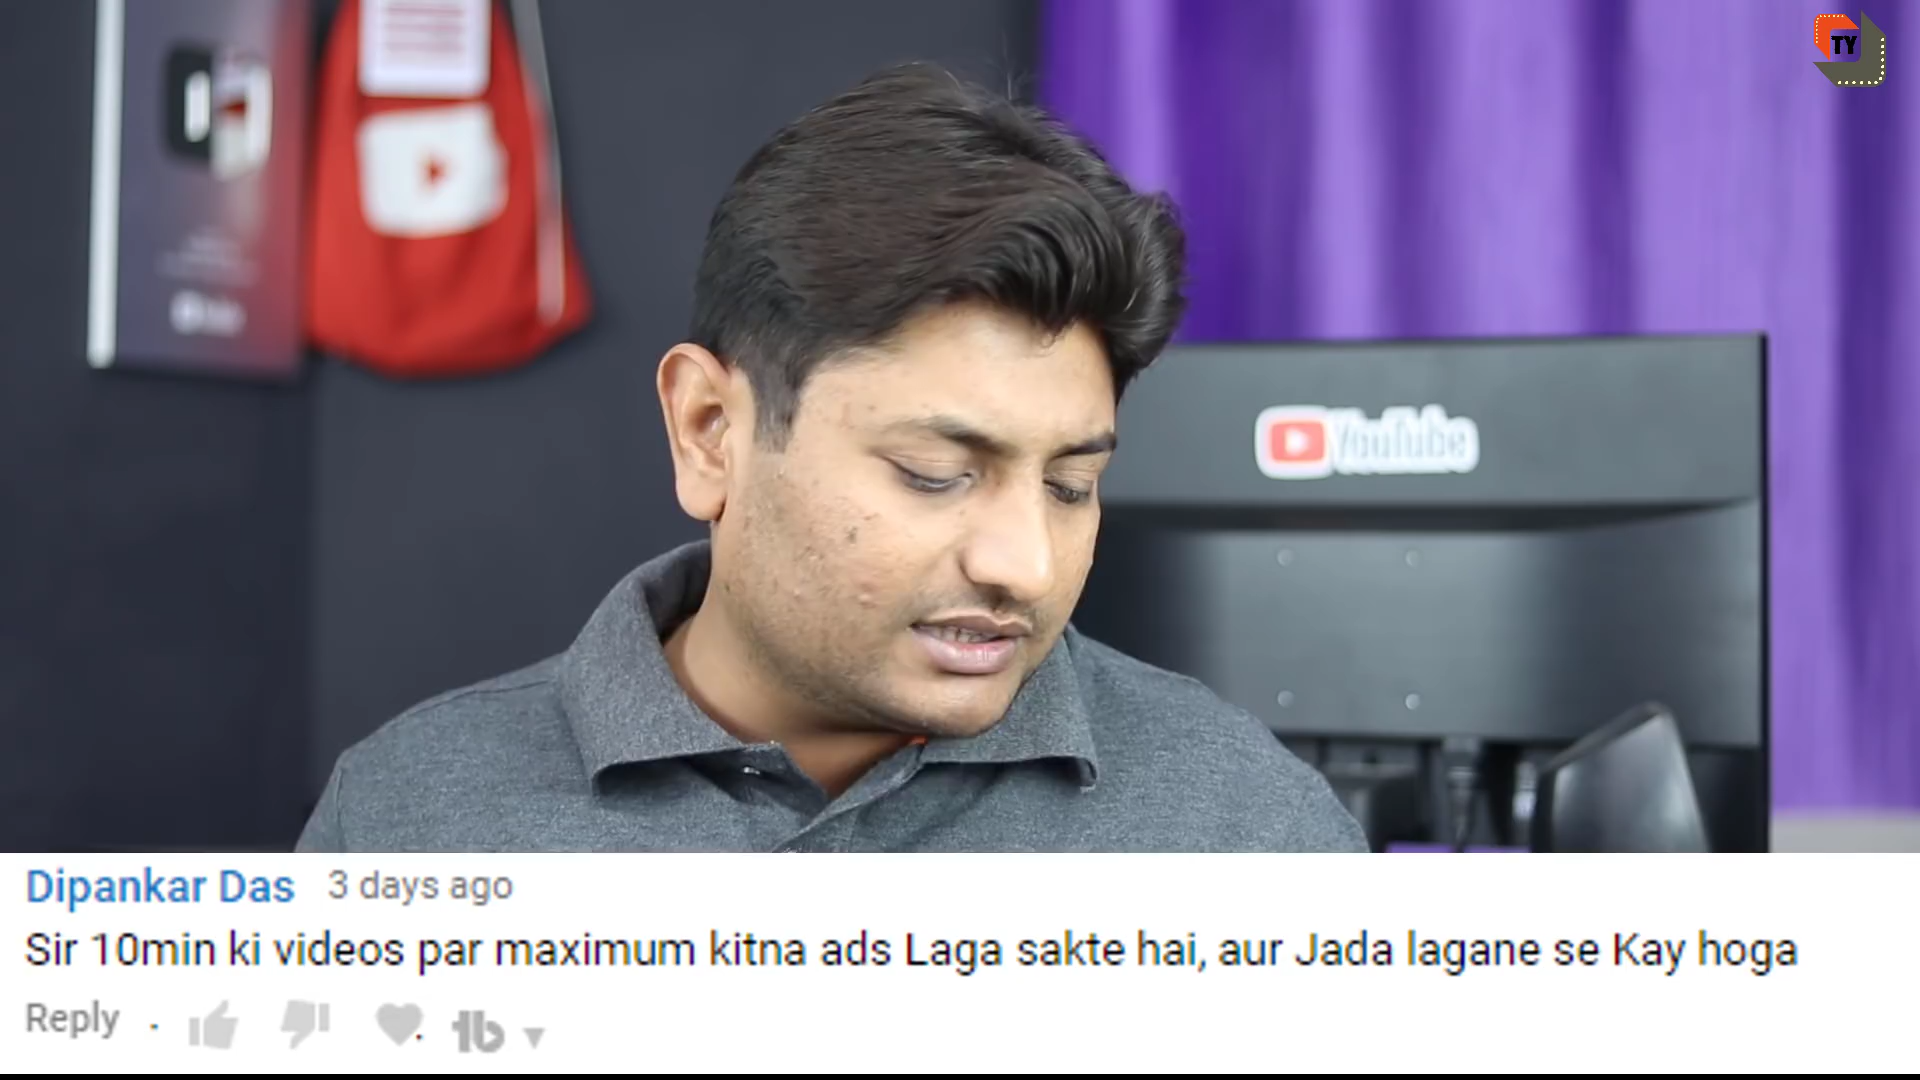 TY
YouTube
Dipankar Das 3 days ago
Sir 10min ki videos par maximum kitna ads Laga sakte hai, aur Jada lagane se Kay hoga
Reply